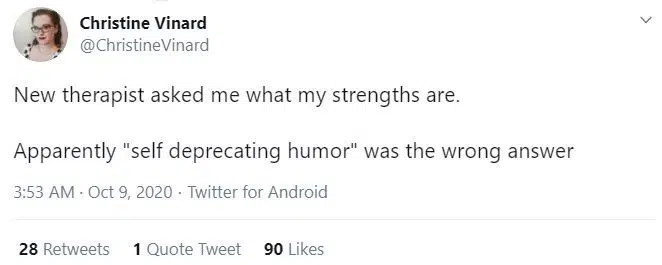 Christine Vinard
@ChristineVinard
New therapist asked me what my strengths are.
Apparently "self deprecating humor" was the wrong answer
3:53 AM · Oct 9, 2020 · Twitter for Android
28 Retweets 1 Quote Tweet 90 Likes